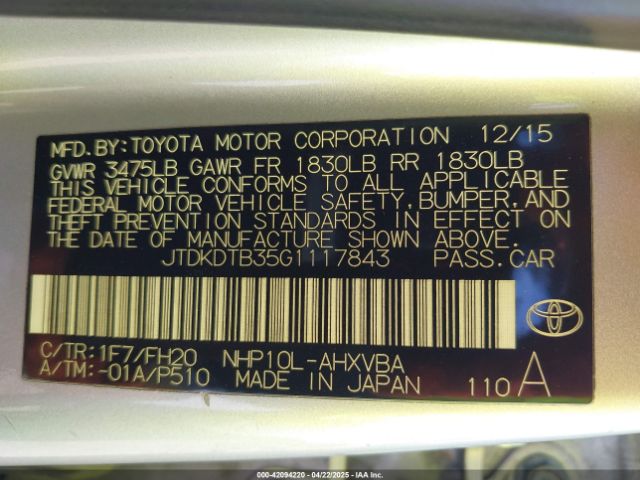 MFD.BY:TOYOTA MOTOR CORPORATION 12/15
GVWR 3475LB GAWR FR 1830LB RR 1830LB
THIS VEHICLE CONFORMS TO ALL APPLICABLE
FEDERAL MOTOR VEHICLE SAFETY,BUMPER,AND
THEFT PREVENTION STANDARDS IN EFFECT ON
THE DATE OF MANUFACTURE SHOWN ABOVE.
JTDKDTB35G1117843 PASS.CAR
C/TR:1F7/FH20 NHP10L-AHXVBA
A/TM:-01A/P510 MADE IN JAPAN 110 A
000-42094220 - 04/22/2025 - IAA Inc.